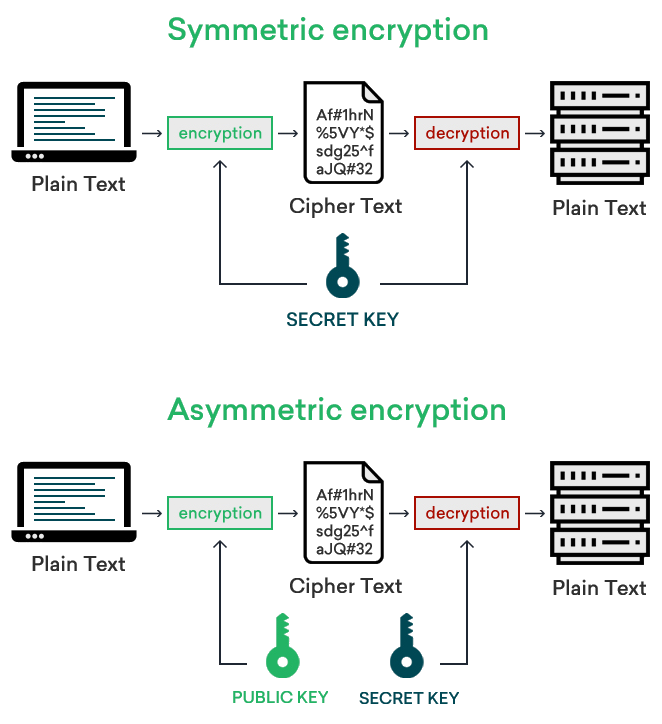 Symmetric encryption
encryption
Af#1hrN
%5VY*$
sdg25^f
aJQ#32
decryption
Plain Text
Cipher Text
Plain Text
SECRET KEY
Asymmetric encryption
encryption
Af#1hrN
%5VY*$
sdg25^f
aJQ#32
decryption
Plain Text
Cipher Text
Plain Text
PUBLIC KEY
SECRET KEY